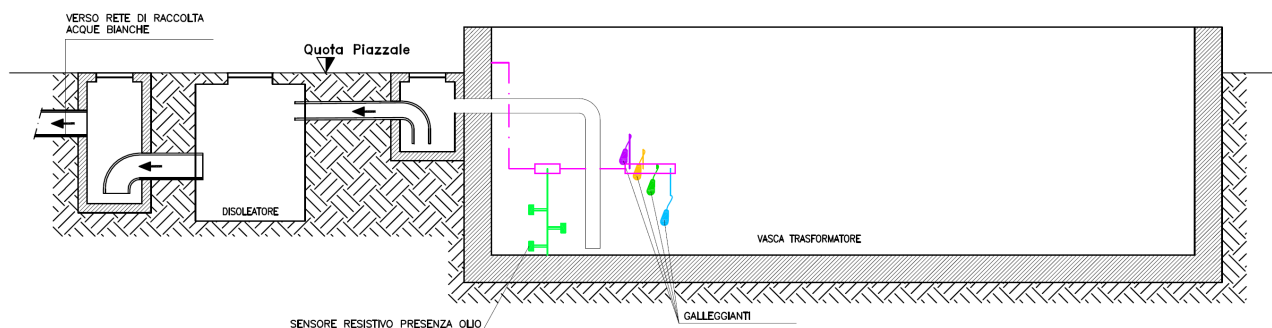 VERSO RETE DI RACCOLTA
ACQUE BIANCHE
Quota Piazzale
DISOLEATORE
VASCA TRASFORMATORE
GALLEGGIANTI
SENSORE RESISTIVO PRESENZA OLIO